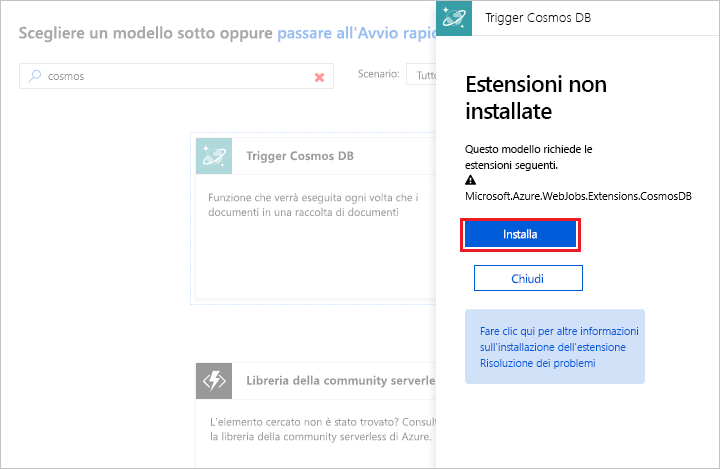 Scegliere un modello sotto oppure passare all'Avvio rapic
cosmos
Scenario:
Tutto
Trigger Cosmos DB
Funzione che verrà eseguita ogni volta che i
documenti in una raccolta di documenti
Libreria della community serverle
L'elemento cercato non è stato trovato? Consult
la libreria della community serverless di Azure.
Trigger Cosmos DB
Estensioni non
installate
Questo modello richiede le
estensioni seguenti.
Microsoft.Azure.WebJobs.Extensions.CosmosDB
Installa
Chiudi
Fare clic qui per altre informazioni
sull'installazione dell'estensione
Risoluzione dei problemi